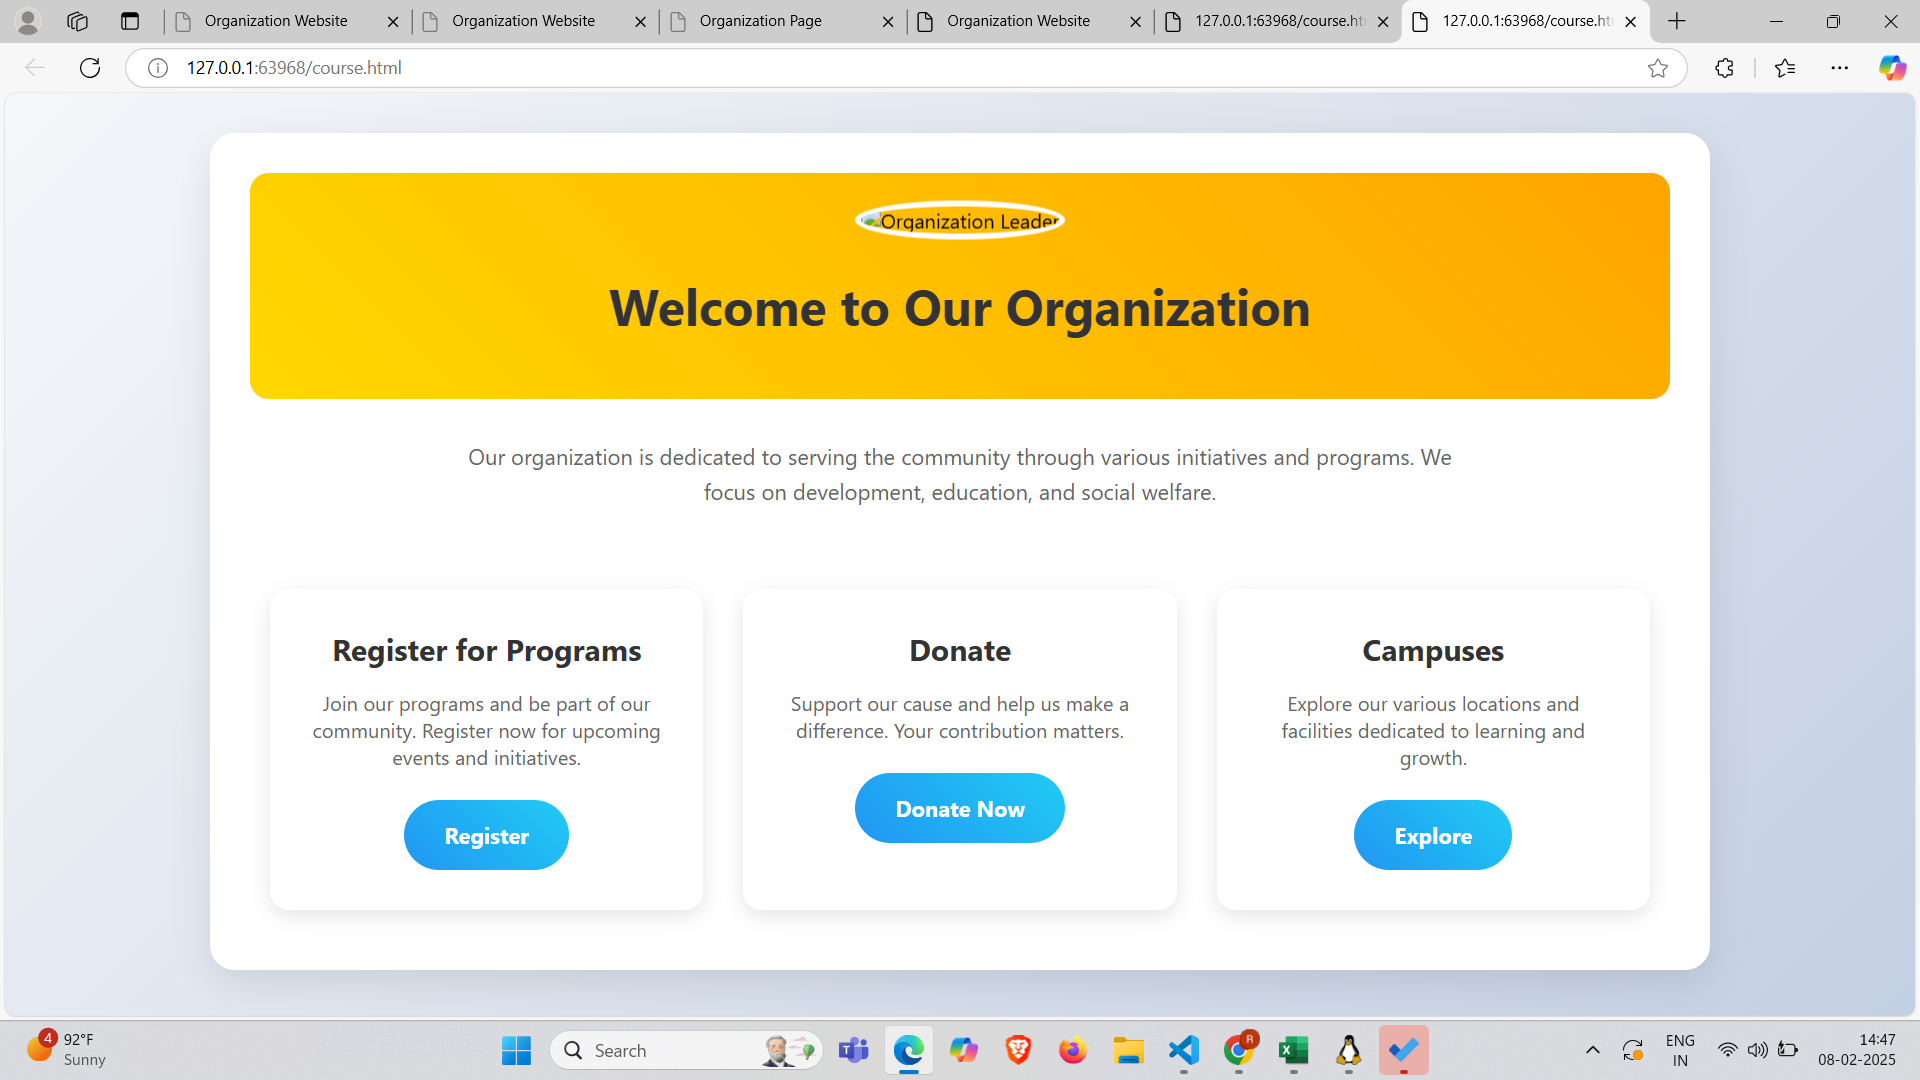 Organization Website
Organization Website
Organization Page
Organization Website
127.0.0.1:63968/course.ht
127.0.0.1:63968/course.ht
127.0.0.1:63968/course.html
Organization Leader
Welcome to Our Organization
Our organization is dedicated to serving the community through various initiatives and programs. We
focus on development, education, and social welfare.
Register for Programs
Join our programs and be part of our
community. Register now for upcoming
events and initiatives.
Register
Donate
Support our cause and help us make a
difference. Your contribution matters.
Donate Now
Campuses
Explore our various locations and
facilities dedicated to learning and
growth.
Explore
4
92°F
Sunny
Search
R
ENG
IN
14:47
08-02-2025